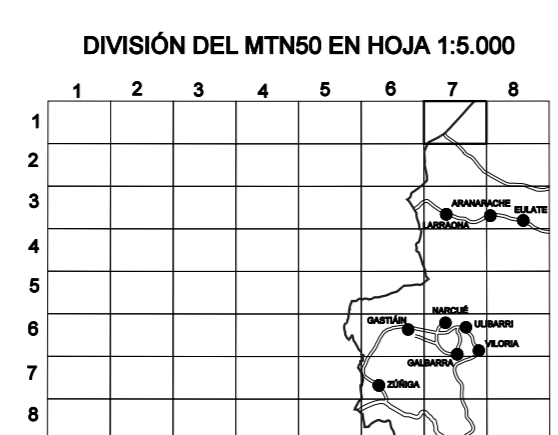 DIVISIÓN DEL MTN50 EN HOJA 1:5.000
1 2 3 4 5 6 7 8
1
2
3
ARANARACHE
EULATE
LARRAONA
4
5
NARCUÉ
GASTIÁIN
6
ULIBARRI
VILORIA
GALBARRA
7
ZÚÑIGA
8